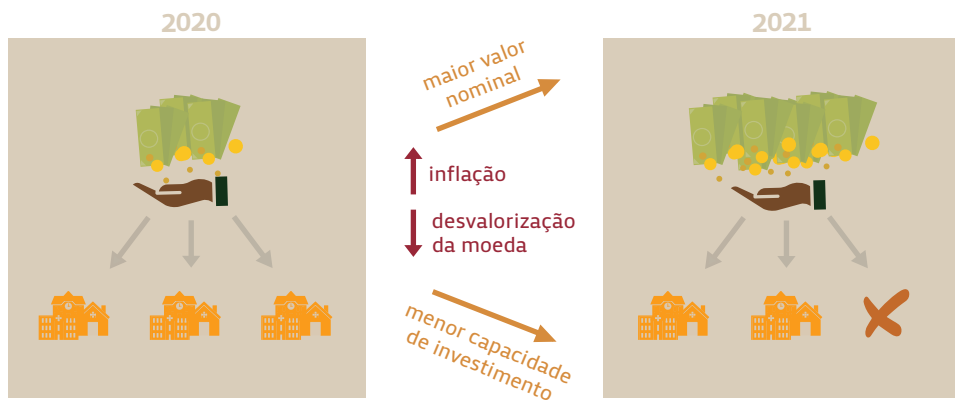 2020
2021
maior valor
nominal
inflação
desvalorização
da moeda
menor capacidade
de investimento